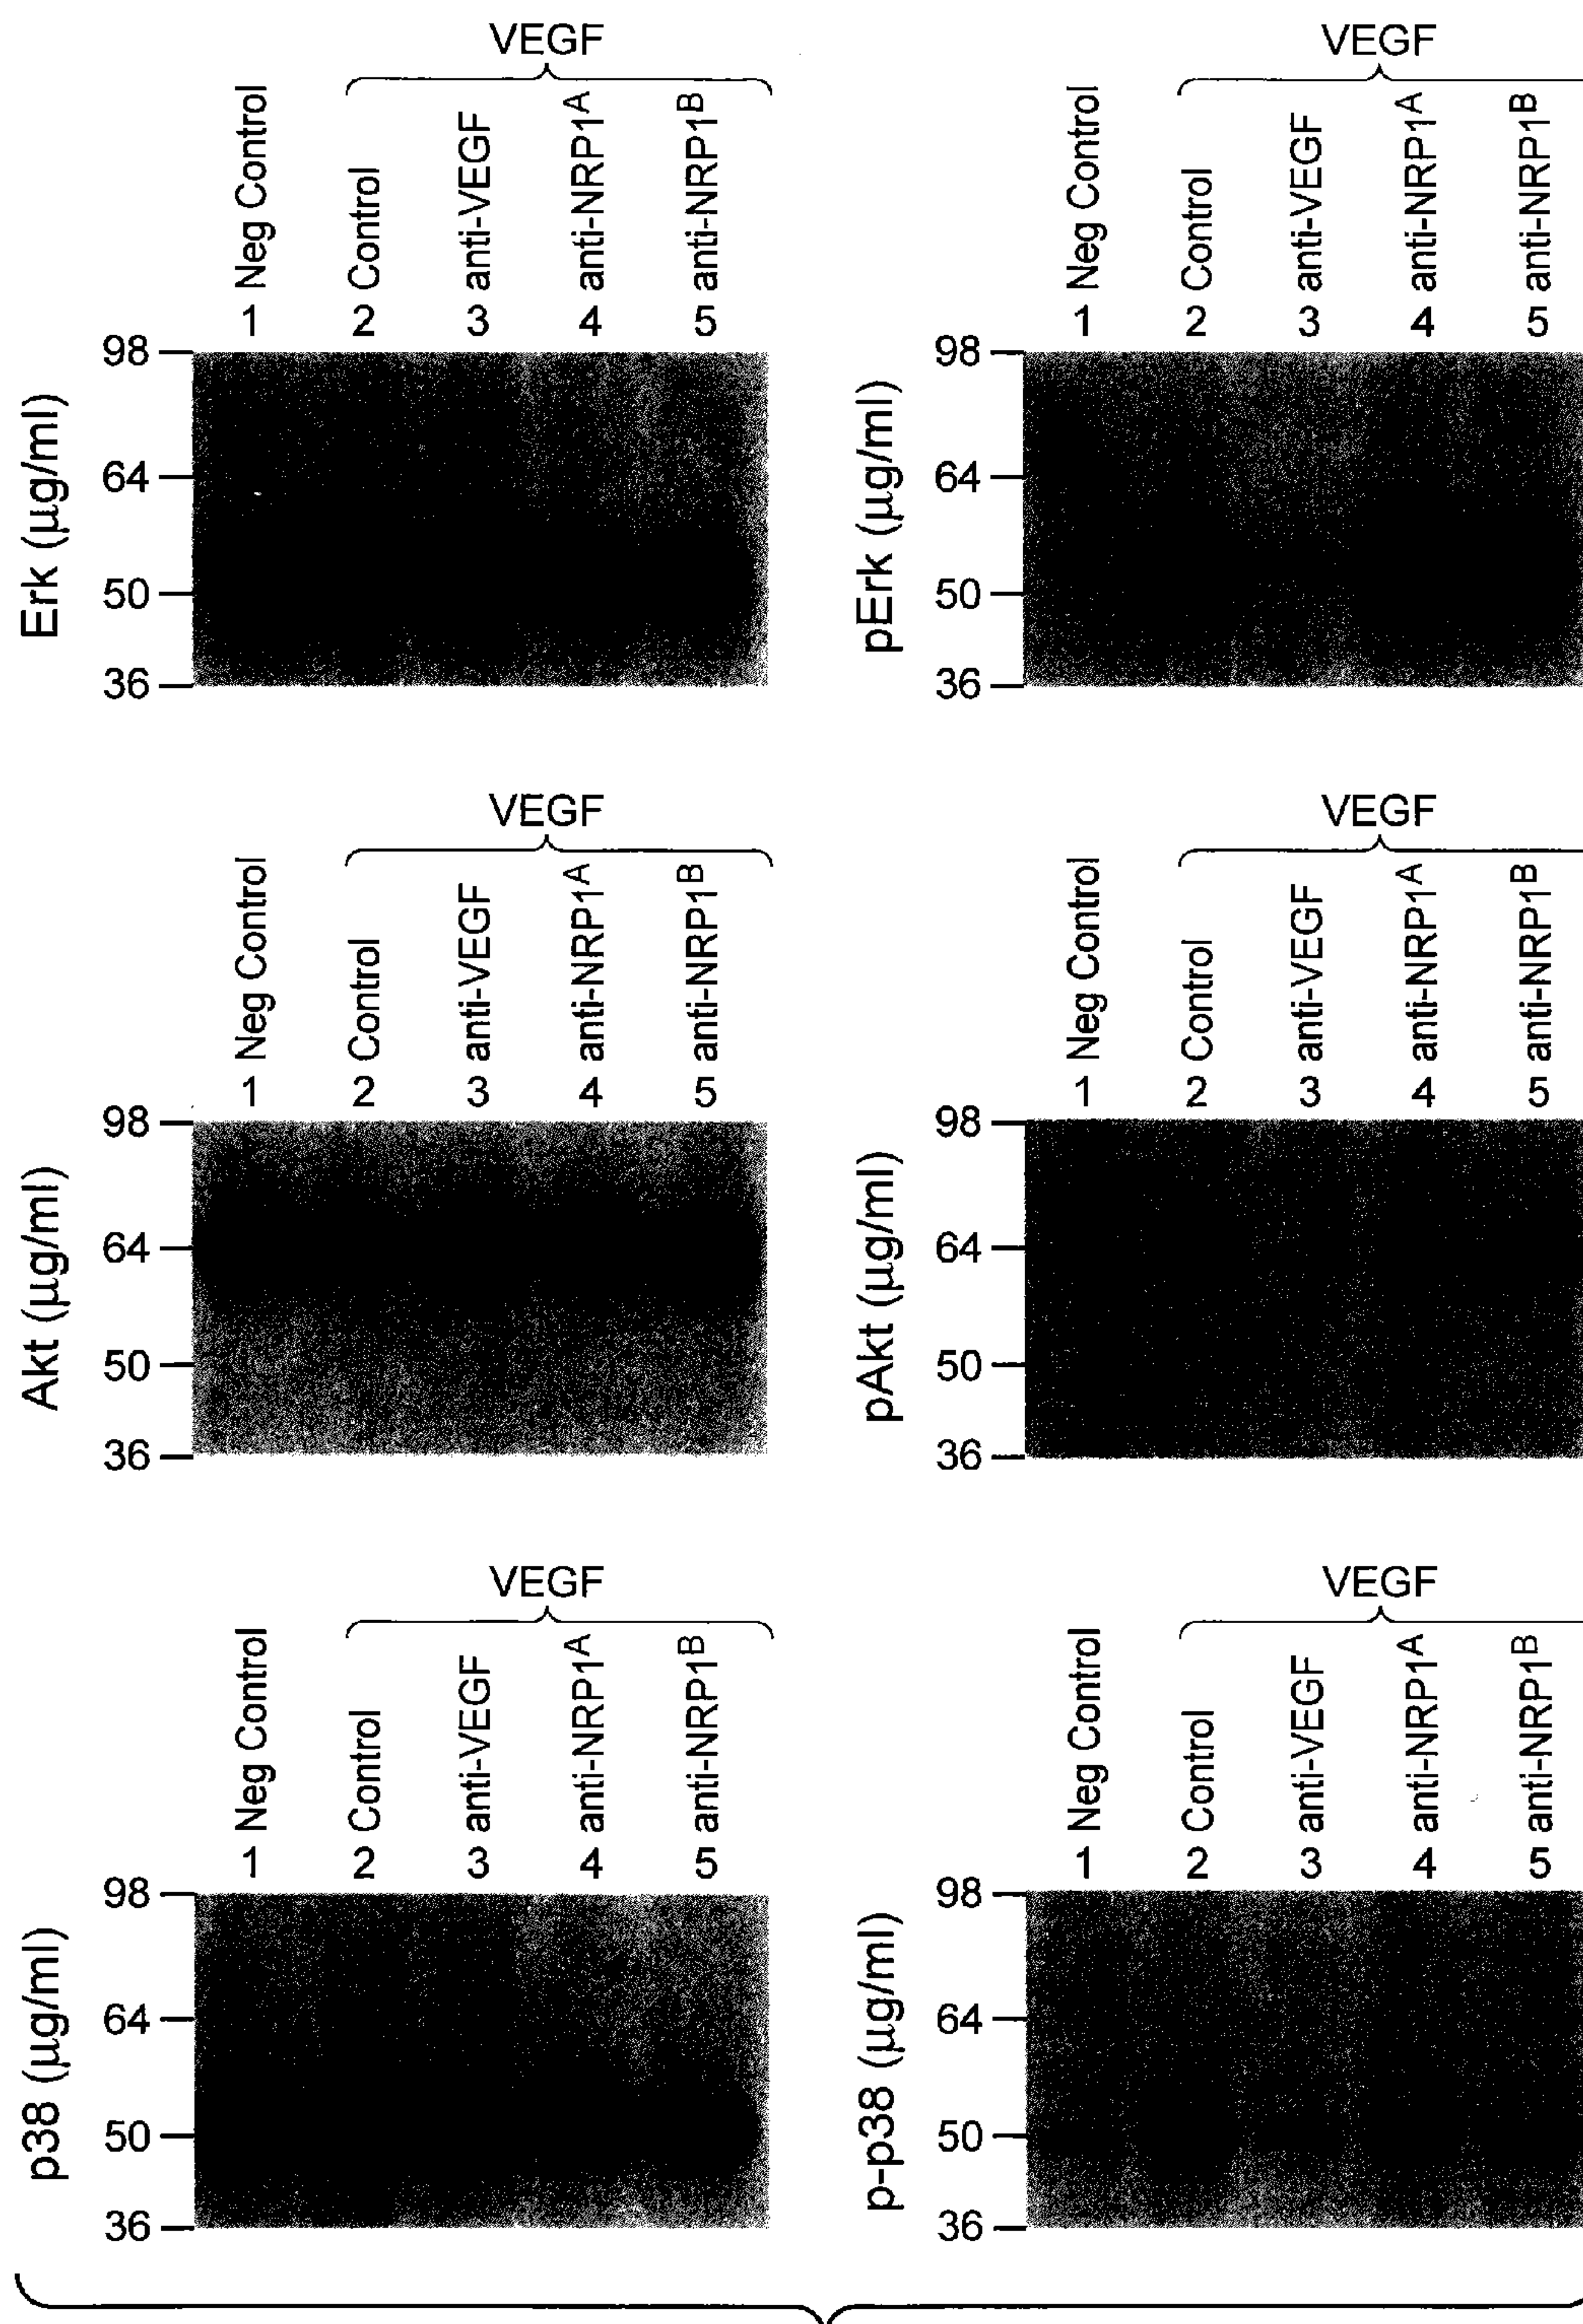 VEGF
1 Neg Control
2 Control
3 anti-VEGF
4 anti-NRP1A
5 anti-NRP1B
Erk (µg/ml)
98
64
50
36
VEGF
1 Neg Control
2 Control
3 anti-VEGF
4 anti-NRP1A
5 anti-NRP1B
pErk (µg/ml)
98
64
50
36
VEGF
1 Neg Control
2 Control
3 anti-VEGF
4 anti-NRP1A
5 anti-NRP1B
Akt (µg/ml)
98
64
50
36
VEGF
1 Neg Control
2 Control
3 anti-VEGF
4 anti-NRP1A
5 anti-NRP1B
pAkt (µg/ml)
98
64
50
36
VEGF
1 Neg Control
2 Control
3 anti-VEGF
4 anti-NRP1A
5 anti-NRP1B
p38 (µg/ml)
98
64
50
36
VEGF
1 Neg Control
2 Control
3 anti-VEGF
4 anti-NRP1A
5 anti-NRP1B
p-p38 (µg/ml)
98
64
50
36